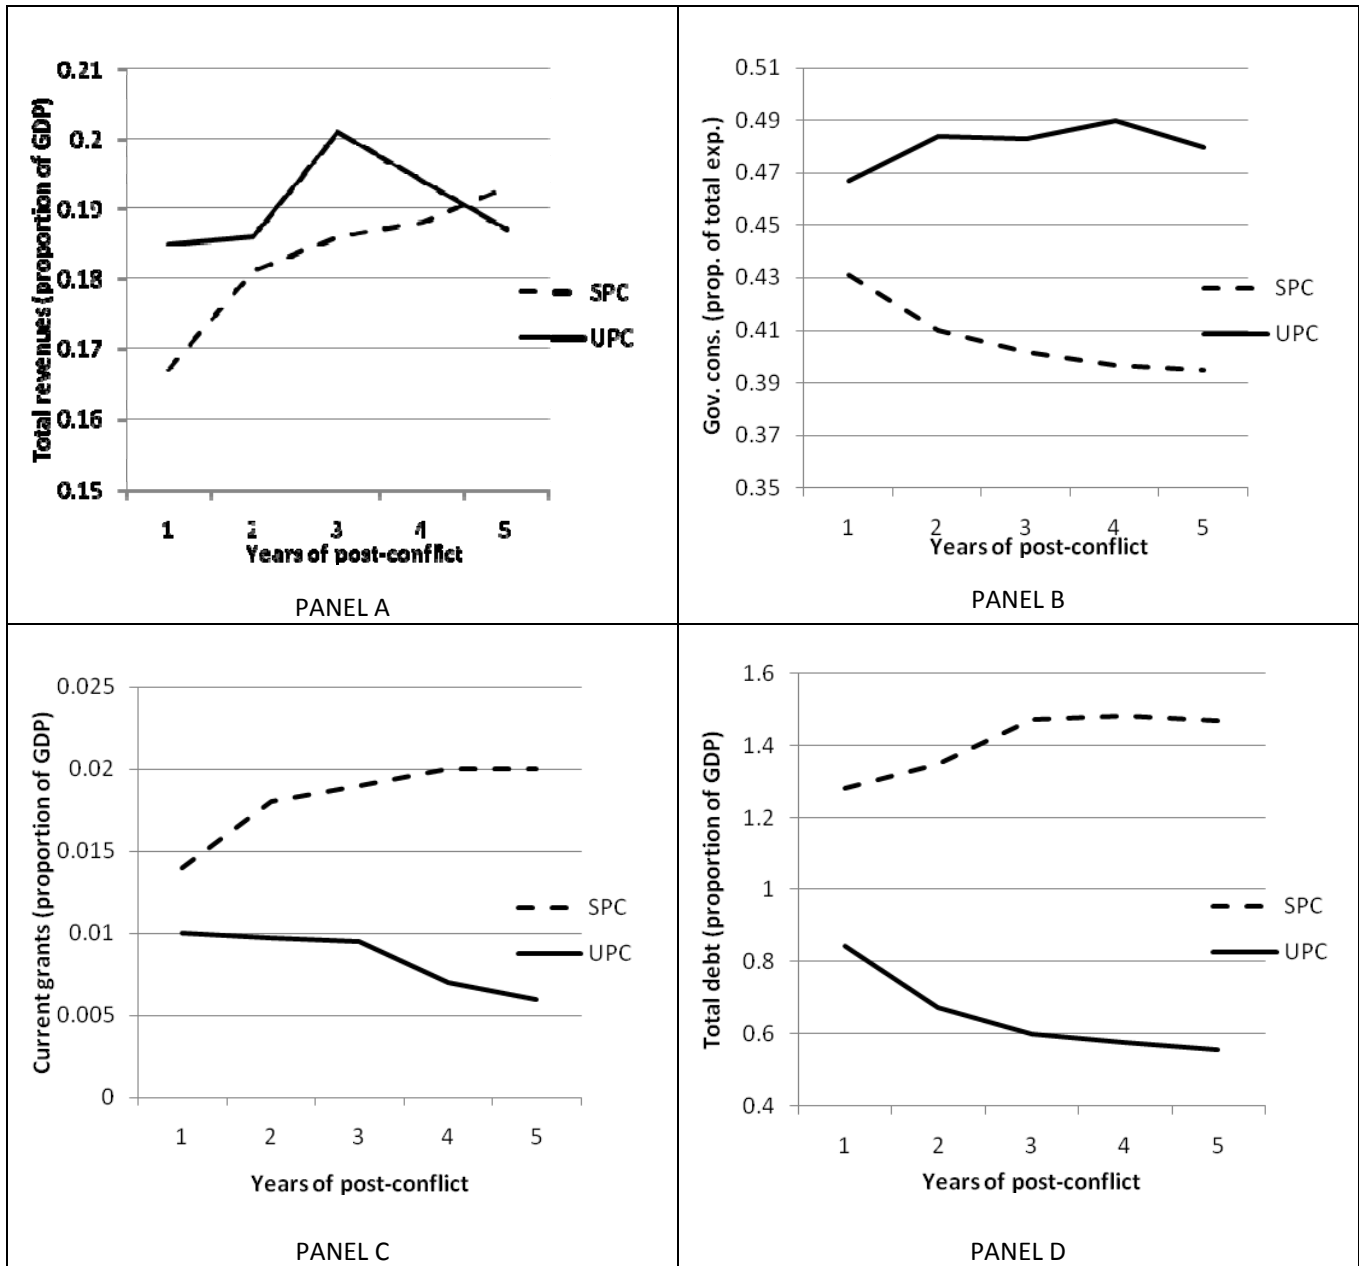 Total revenues (proportion of GDP)
0.21
0.2
0.19
0.18
0.17
0.16
0.15
1 2 3 4 5
Years of post-conflict
SPC
UPC
PANEL A
Gov. cons. (prop. of total exp.)
0.51
0.49
0.47
0.45
0.43
0.41
0.39
0.37
0.35
1 2 3 4 5
Years of post-conflict
SPC
UPC
PANEL B
Current grants (proportion of GDP)
0.025
0.02
0.015
0.01
0.005
0
1 2 3 4 5
Years of post-conflict
SPC
UPC
PANEL C
Total debt (proportion of GDP)
1.6
1.4
1.2
1
0.8
0.6
0.4
1 2 3 4 5
Years of post-conflict
SPC
UPC
PANEL D